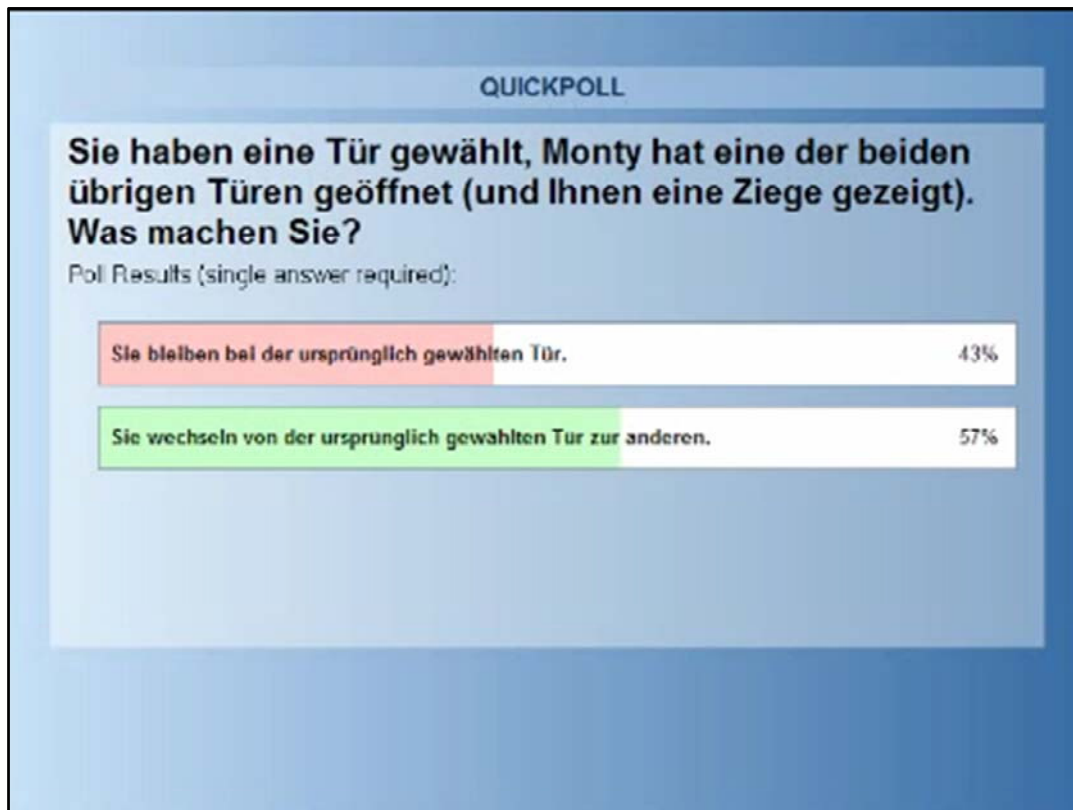 QUICKPOLL
Sie haben eine Tür gewählt, Monty hat eine der beiden
übrigen Türen geöffnet (und Ihnen eine Ziege gezeigt).
Was machen Sie?
Poll Results (single answer required):
Sie bleiben bei der ursprünglich gewählten Tür. 43%
Sie wechseln von der ursprünglich gewählten Tür zur anderen. 57%